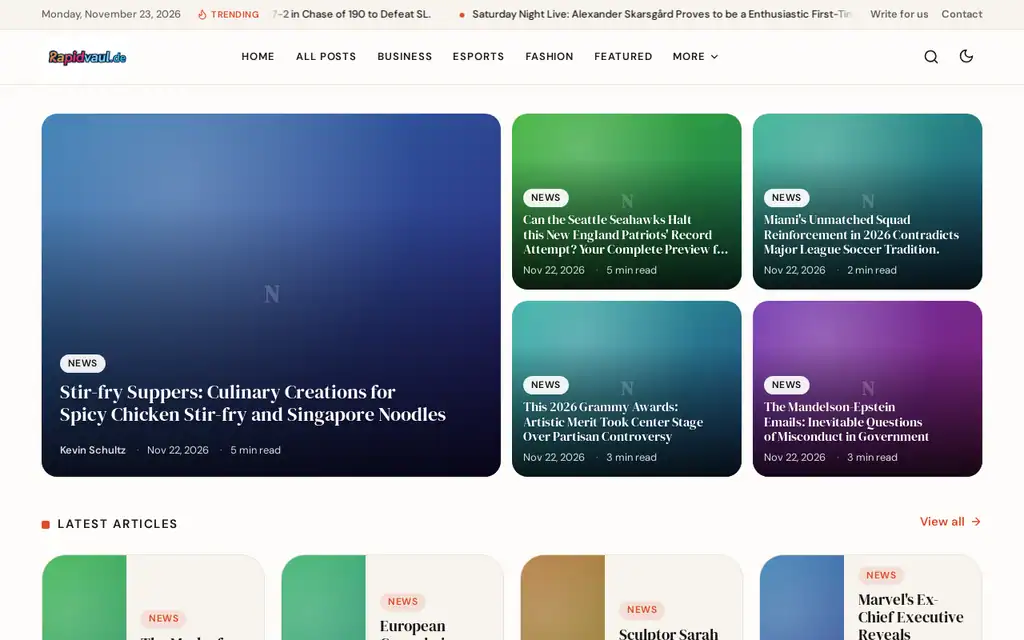 Monday, November 23, 2026
TRENDING
7-2 in Chase of 190 to Defeat SL.
Saturday Night Live: Alexander Skarsgård Proves to be a Enthusiastic First-
Write for us
Contact
Rapidvaul.de
HOME
ALL POSTS
BUSINESS
ESPORTS
FASHION
FEATURED
MORE
N
NEWS
Stir-fry Suppers: Culinary Creations for
Spicy Chicken Stir-fry and Singapore Noodles
Kevin Schultz · Nov 22, 2026 · 5 min read
N
NEWS
Can the Seattle Seahawks Halt
this New England Patriots' Record
Attempt? Your Complete Preview f...
Nov 22, 2026 · 5 min read
N
NEWS
Miami's Unmatched Squad
Reinforcement in 2026 Contradicts
Major League Soccer Tradition.
Nov 22, 2026 · 2 min read
N
NEWS
This 2026 Grammy Awards:
Artistic Merit Took Center Stage
Over Partisan Controversy
Nov 22, 2026 · 3 min read
N
NEWS
The Mandelson-Epstein
Emails: Inevitable Questions
of Misconduct in Government
Nov 22, 2026 · 3 min read
LATEST ARTICLES
View all
NEWS
NEWS
European
NEWS
Sculptor Sarah
NEWS
Marvel's Ex-
Chief Executive
Reveals